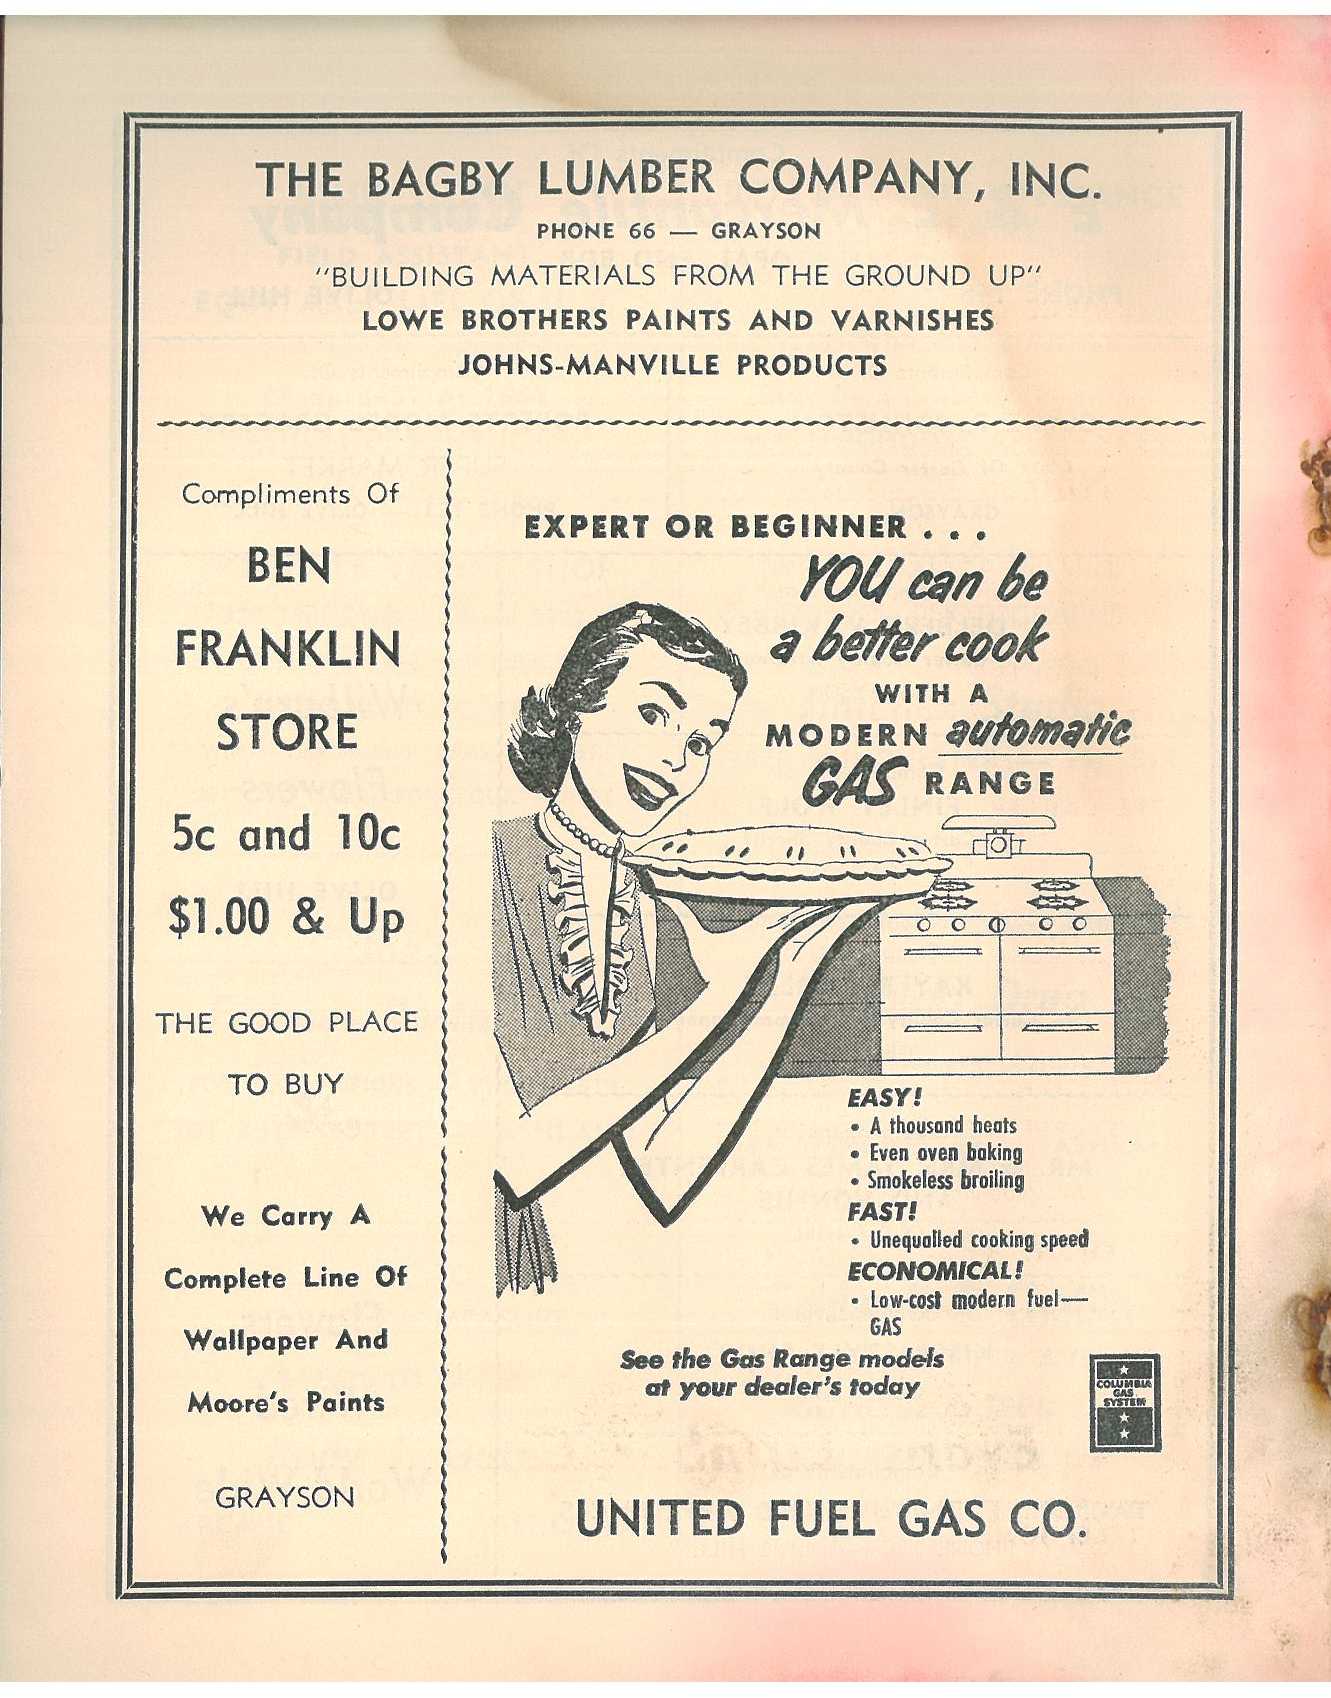 THE BAGBY LUMBER COMPANY, INC.
PHONE 66 — GRAYSON
"BUILDING MATERIALS FROM THE GROUND UP"
LOWE BROTHERS PAINTS AND VARNISHES
JOHNS-MANVILLE PRODUCTS
Compliments Of
BEN
FRANKLIN
STORE
5c and 10c
$1.00 & Up
THE GOOD PLACE
TO BUY
We Carry A
Complete Line Of
Wallpaper And
Moore's Paints
GRAYSON
EXPERT OR BEGINNER . . .
YOU can be
a better cook
WITH A
MODERN automatic
GAS RANGE
EASY!
• A thousand heats
• Even oven baking
• Smokeless broiling
FAST!
• Unequalled cooking speed
ECONOMICAL!
• Low-cost modern fuel—
GAS
See the Gas Range models
at your dealer's today
COLUMBIA
GAS
SYSTEM
UNITED FUEL GAS CO.